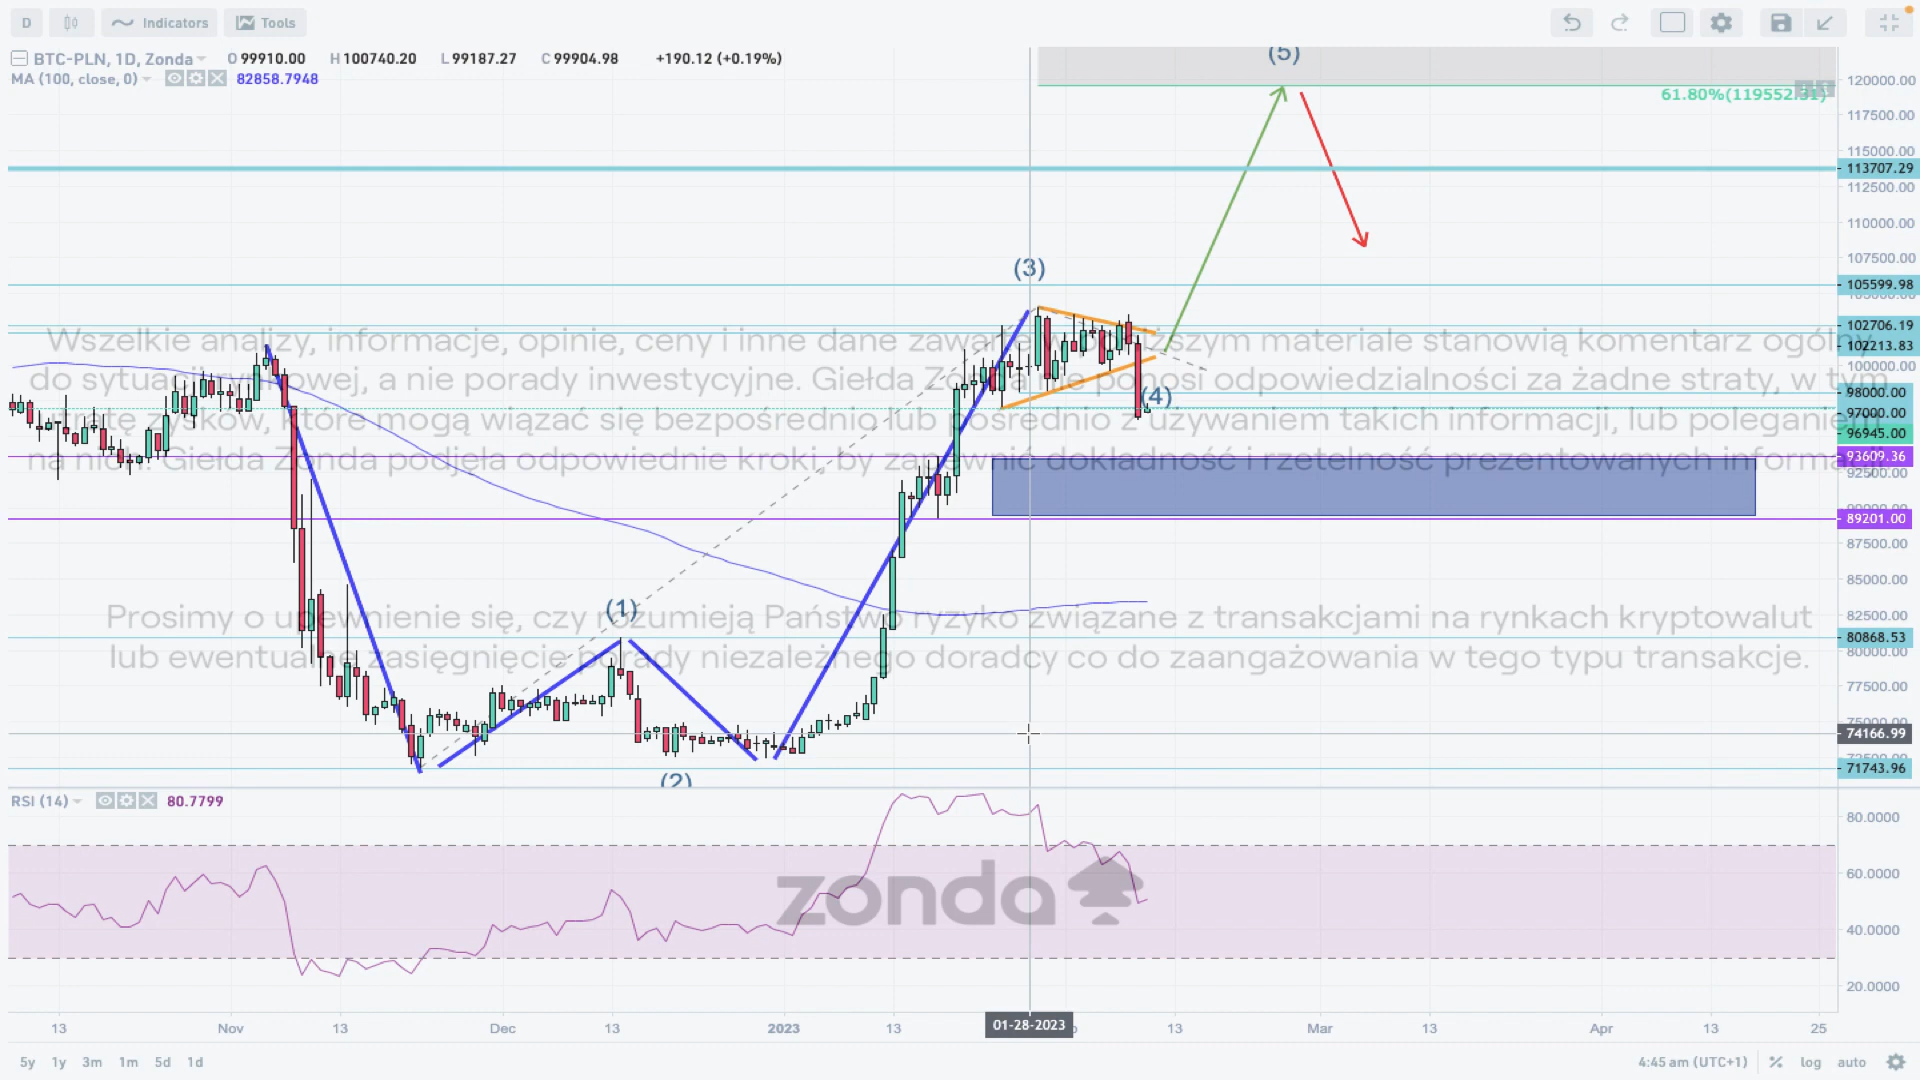 D Indicators Tools
BTC-PLN, 1D, Zonda O 99910.00 H 100740.20 L 99187.27 C 99904.98 +190.12 (+0.19%)
MA (100, close, 0) 82858.7948
(5)
120000.00
61.80%(119552.31)
117500.00
115000.00
113707.29
112500.00
110000.00
107500.00
(3)
105599.98
102706.19
Wszelkie analizy, informacje, opinie, ceny i inne dane zawarte w poniższym materiale stanowią komentarz ogólny
102213.83
100000.00
do sytuacji rynkowej, a nie porady inwestycyjne. Giełda Zonda nie ponosi odpowiedzialności za żadne straty, w tym
98000.00
(4)
97000.00
utratę zysków, które mogą wiązać się bezpośrednio lub pośrednio z używaniem takich informacji, lub poleganiem
96945.00
93609.36
na nich. Giełda Zonda podjęła odpowiednie kroki, by zapewnić dokładność i rzetelność prezentowanych
92500.00
89201.00
87500.00
85000.00
82500.00
(1)
Prosimy o upewnienie się, czy rozumieją Państwo ryzyko związane z transakcjami na rynkach kryptowalut
80868.53
80000.00
lub ewentualne zasięgnięcie porady niezależnego doradcy co do zaangażowania w tego typu transakcje.
77500.00
75000.00
74166.99
71743.96
(2)
RSI (14) 80.7799
80.0000
60.0000
zonda
40.0000
20.0000
13 Nov 13 Dec 13 2023 13 01-28-2023 13 Mar 13 Apr 13 25
5y 1y 3m 1m 5d 1d 4:45 am (UTC+1) % log auto